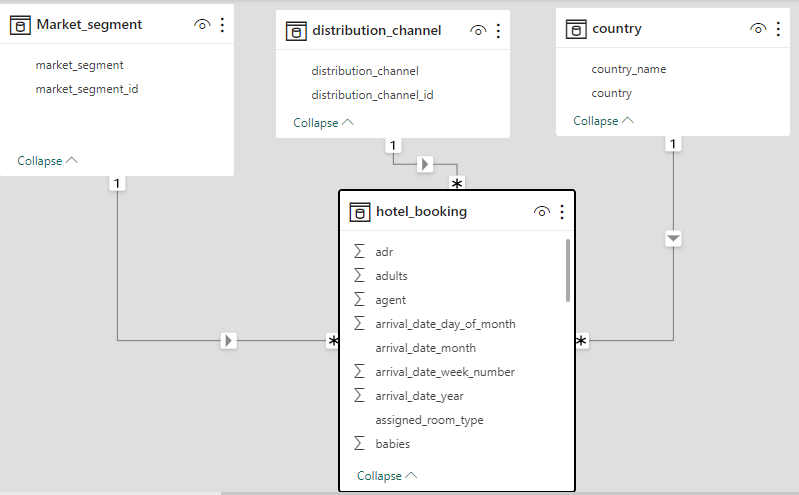 Market_segment
market_segment
market_segment_id
Collapse
1
distribution_channel
distribution_channel
distribution_channel_id
Collapse
1
country
country_name
country
Collapse
1
*
*
*
hotel_booking
Σ adr
Σ adults
Σ agent
Σ arrival_date_day_of_month
arrival_date_month
Σ arrival_date_week_number
Σ arrival_date_year
assigned_room_type
Σ babies
Collapse